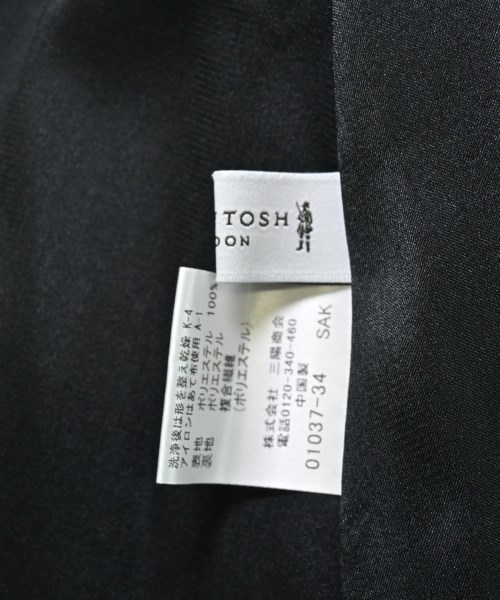 TOSH
DON
洗浄後は形を整え乾燥 K-4
アイロンはあて布使用 A-1
表地 ポリエステル 100%
裏地 ポリエステル
複合繊維
(ポリエステル)
株式会社 三陽商会
電話0120-340-460
中国製
01037-34 SAK